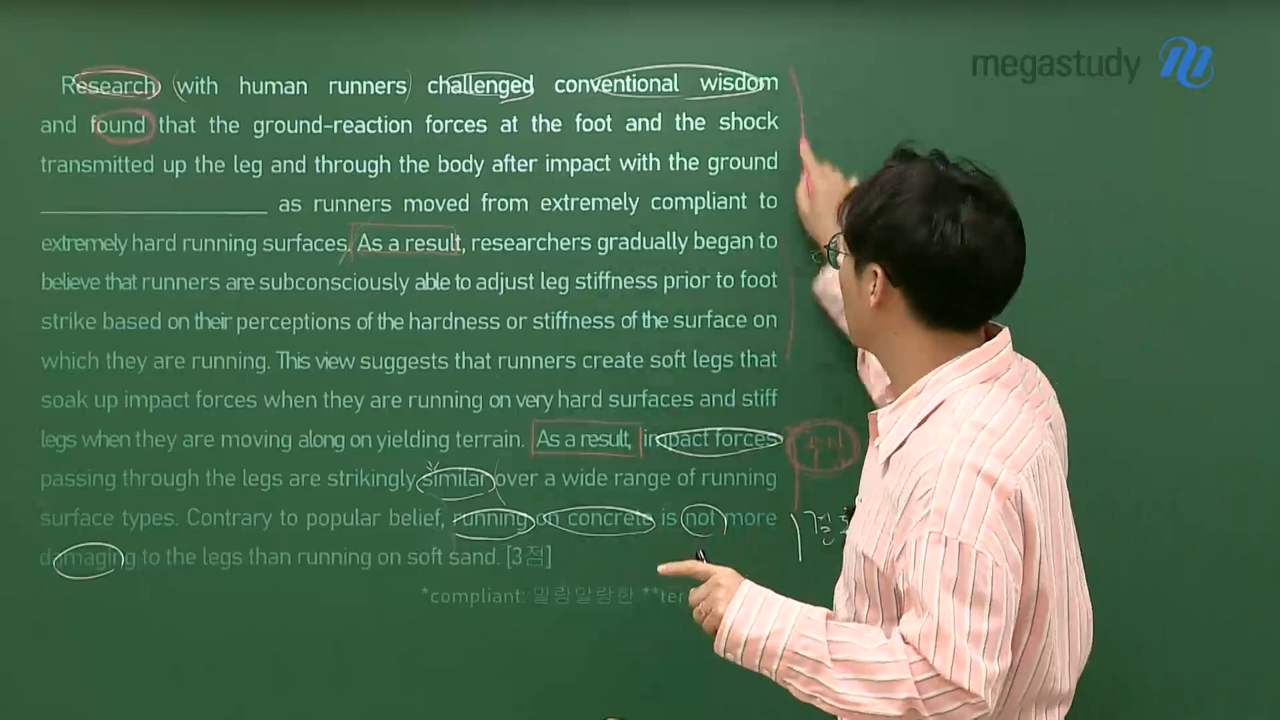 megastudy
Research (with human runners) challenged conventional wisdom
and found that the ground-reaction forces at the foot and the shock
transmitted up the leg and through the body after impact with the ground
____________________ as runners moved from extremely compliant to
extremely hard running surfaces. As a result, researchers gradually began to
believe that runners are subconsciously able to adjust leg stiffness prior to foot
strike based on their perceptions of the hardness or stiffness of the surface on
which they are running. This view suggests that runners create soft legs that
soak up impact forces when they are running on very hard surfaces and stiff
legs when they are moving along on yielding terrain. As a result, impact forces
passing through the legs are strikingly similar over a wide range of running
surface types. Contrary to popular belief, running on concrete is not more
damaging to the legs than running on soft sand. [3점]
*compliant: 말랑말랑한 **ter